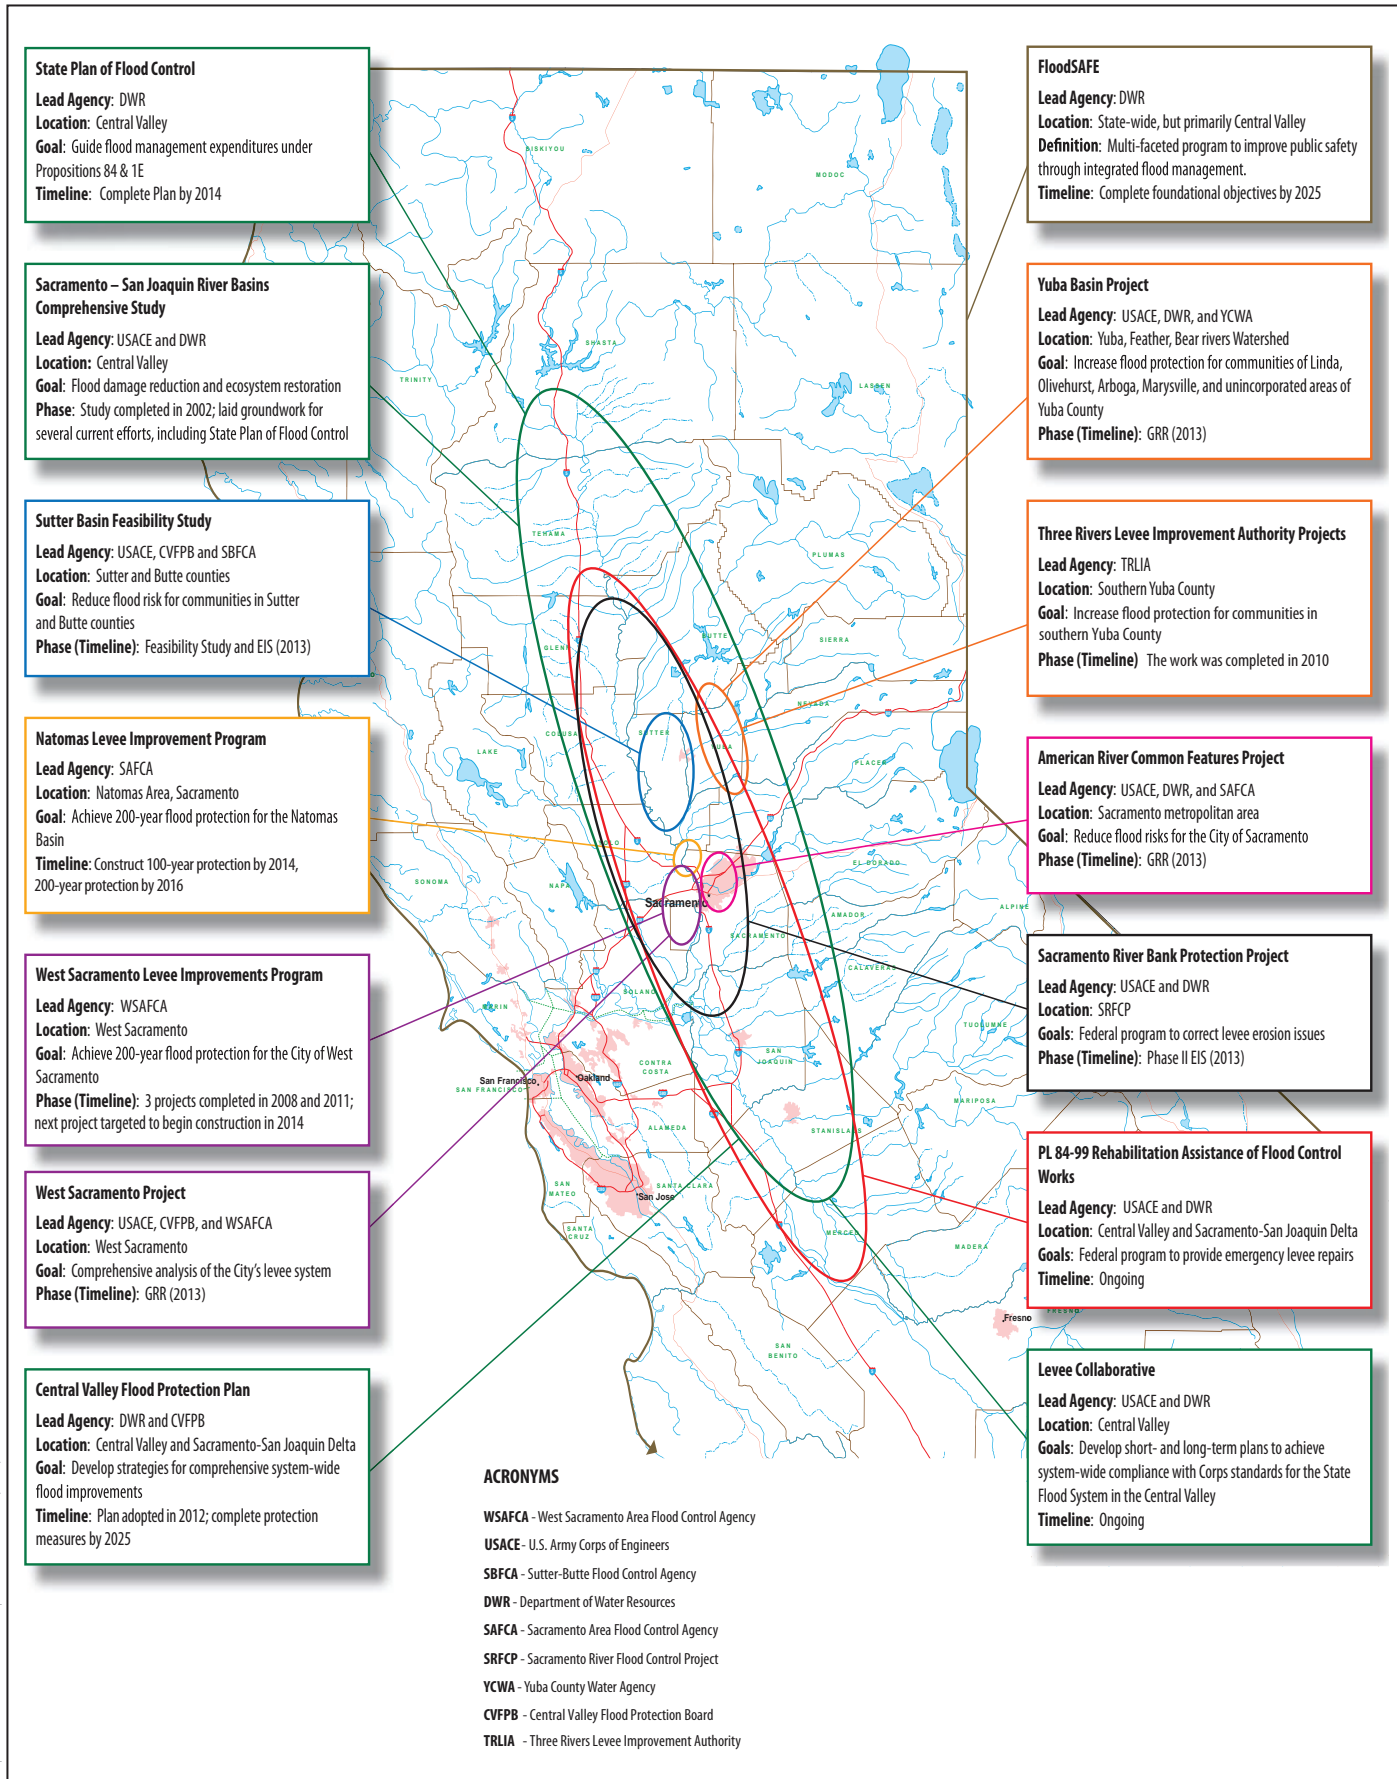 State Plan of Flood Control
Lead Agency: DWR
Location: Central Valley
Goal: Guide flood management expenditures under
Propositions 84 & 1E
Timeline: Complete Plan by 2014
Sacramento – San Joaquin River Basins
Comprehensive Study
Lead Agency: USACE and DWR
Location: Central Valley
Goal: Flood damage reduction and ecosystem restoration
Phase: Study completed in 2002; laid groundwork for
several current efforts, including State Plan of Flood Control
Sutter Basin Feasibility Study
Lead Agency: USACE, CVFPB and SBFCA
Location: Sutter and Butte counties
Goal: Reduce flood risk for communities in Sutter
and Butte counties
Phase (Timeline): Feasibility Study and EIS (2013)
Natomas Levee Improvement Program
Lead Agency: SAFCA
Location: Natomas Area, Sacramento
Goal: Achieve 200-year flood protection for the Natomas
Basin
Timeline: Construct 100-year protection by 2014,
200-year protection by 2016
West Sacramento Levee Improvements Program
Lead Agency: WSAFCA
Location: West Sacramento
Goal: Achieve 200-year flood protection for the City of West
Sacramento
Phase (Timeline): 3 projects completed in 2008 and 2011;
next project targeted to begin construction in 2014
West Sacramento Project
Lead Agency: USACE, CVFPB, and WSAFCA
Location: West Sacramento
Goal: Comprehensive analysis of the City's levee system
Phase (Timeline): GRR (2013)
Central Valley Flood Protection Plan
Lead Agency: DWR and CVFPB
Location: Central Valley and Sacramento-San Joaquin Delta
Goal: Develop strategies for comprehensive system-wide
flood improvements
Timeline: Plan adopted in 2012; complete protection
measures by 2025
SISKIYOU
MODOC
SHASTA
TRINITY
LASSEN
TEHAMA
PLUMAS
BUTTE
GLENN
SIERRA
NEVADA
COLUSA
SUTTER
YUBA
LAKE
PLACER
YOLO
EL DORADO
SONOMA
NAPA
Sacramento
ALPINE
AMADOR
SACRAMENTO
CALAVERAS
SOLANO
MARIN
TUOLUMNE
SAN
JOAQUIN
CONTRA
COSTA
San Francisco
Oakland
SAN FRANCISCO
MARIPOSA
ALAMEDA
STANISLAUS
SAN
MATEO
SANTA CLARA
San Jose
SANTA
CRUZ
MERCED
MADERA
FRESNO
Fresno
SAN
BENITO
FloodSAFE
Lead Agency: DWR
Location: State-wide, but primarily Central Valley
Definition: Multi-faceted program to improve public safety
through integrated flood management.
Timeline: Complete foundational objectives by 2025
Yuba Basin Project
Lead Agency: USACE, DWR, and YCWA
Location: Yuba, Feather, Bear rivers Watershed
Goal: Increase flood protection for communities of Linda,
Olivehurst, Arboga, Marysville, and unincorporated areas of
Yuba County
Phase (Timeline): GRR (2013)
Three Rivers Levee Improvement Authority Projects
Lead Agency: TRLIA
Location: Southern Yuba County
Goal: Increase flood protection for communities in
southern Yuba County
Phase (Timeline) The work was completed in 2010
American River Common Features Project
Lead Agency: USACE, DWR, and SAFCA
Location: Sacramento metropolitan area
Goal: Reduce flood risks for the City of Sacramento
Phase (Timeline): GRR (2013)
Sacramento River Bank Protection Project
Lead Agency: USACE and DWR
Location: SRFCP
Goals: Federal program to correct levee erosion issues
Phase (Timeline): Phase II EIS (2013)
PL 84-99 Rehabilitation Assistance of Flood Control
Works
Lead Agency: USACE and DWR
Location: Central Valley and Sacramento-San Joaquin Delta
Goals: Federal program to provide emergency levee repairs
Timeline: Ongoing
Levee Collaborative
Lead Agency: USACE and DWR
Location: Central Valley
Goals: Develop short- and long-term plans to achieve
system-wide compliance with Corps standards for the State
Flood System in the Central Valley
Timeline: Ongoing
ACRONYMS
WSAFCA - West Sacramento Area Flood Control Agency
USACE - U.S. Army Corps of Engineers
SBFCA - Sutter-Butte Flood Control Agency
DWR - Department of Water Resources
SAFCA - Sacramento Area Flood Control Agency
SRFCP - Sacramento River Flood Control Project
YCWA - Yuba County Water Agency
CVFPB - Central Valley Flood Protection Board
TRLIA - Three Rivers Levee Improvement Authority